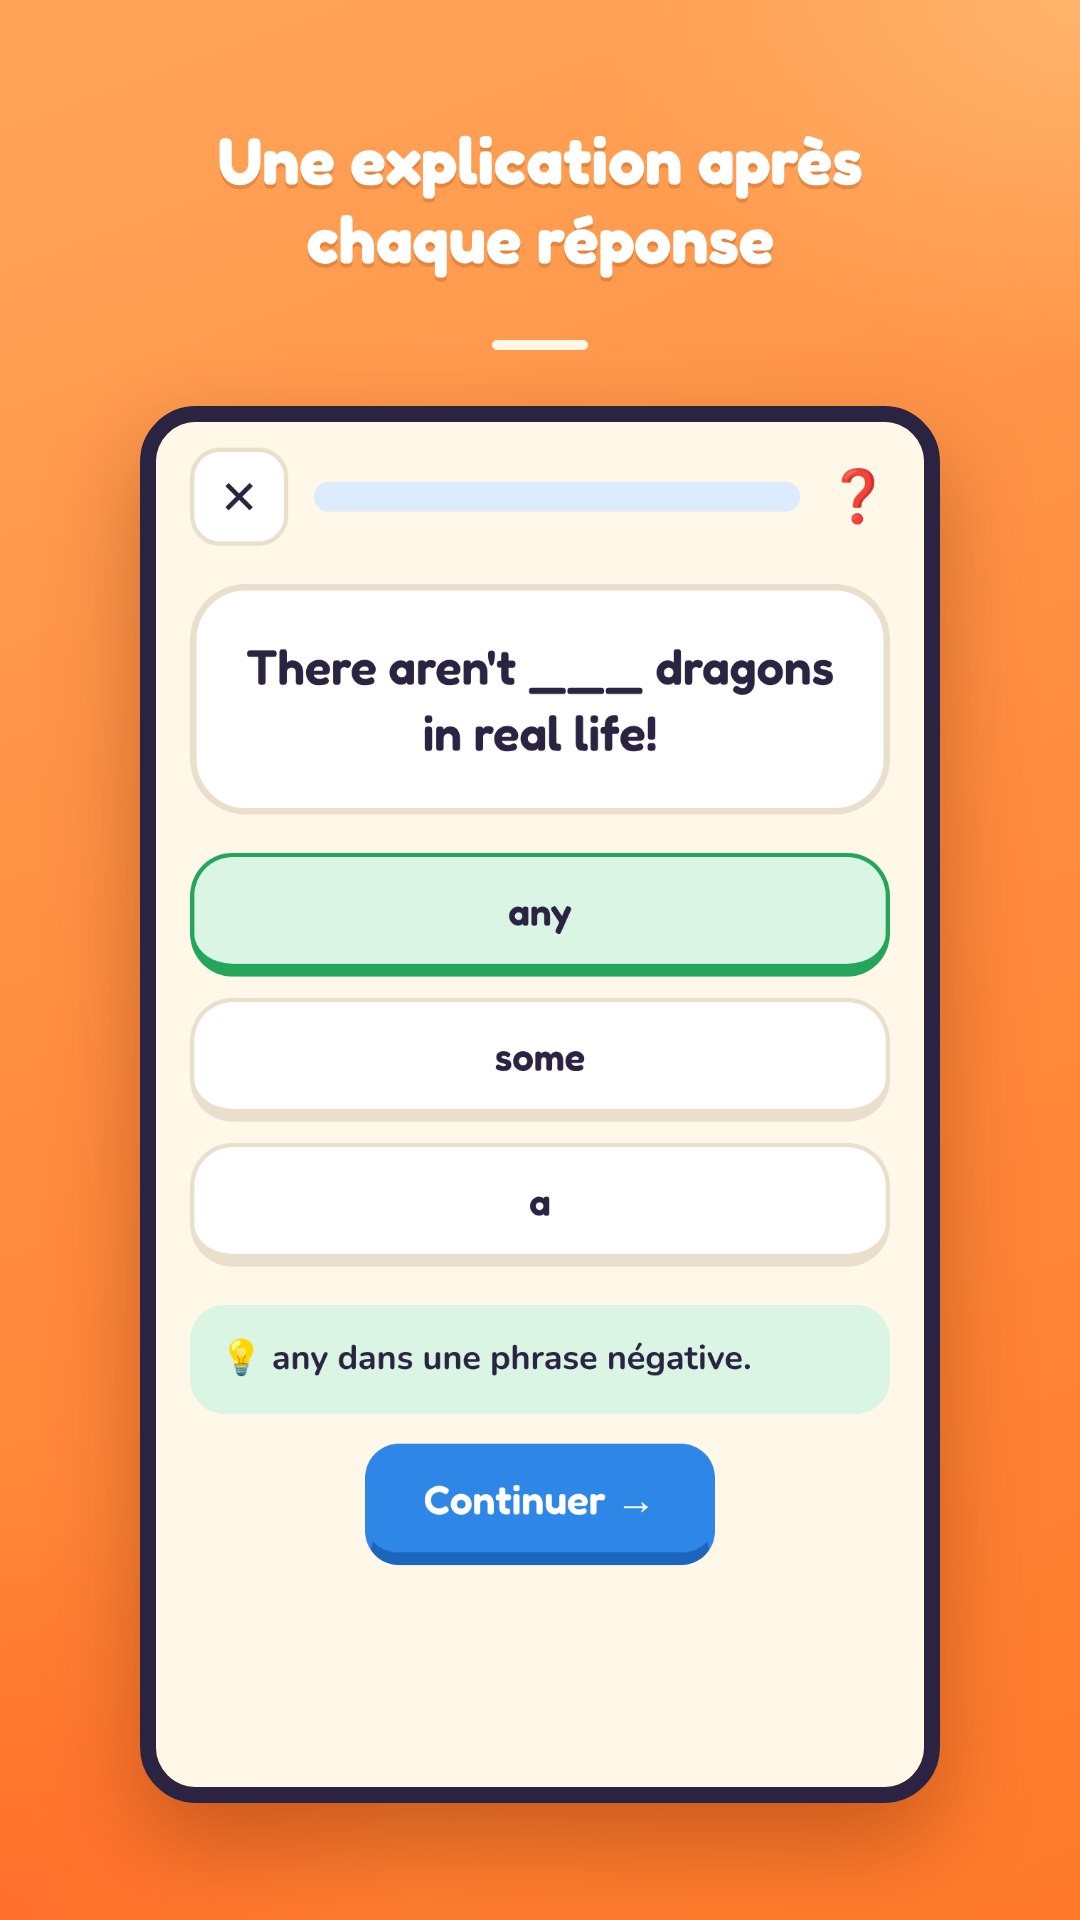 Une explication après
chaque réponse
✕
❓
There aren't ___ dragons
in real life!
any
some
a
💡 any dans une phrase négative.
Continuer →